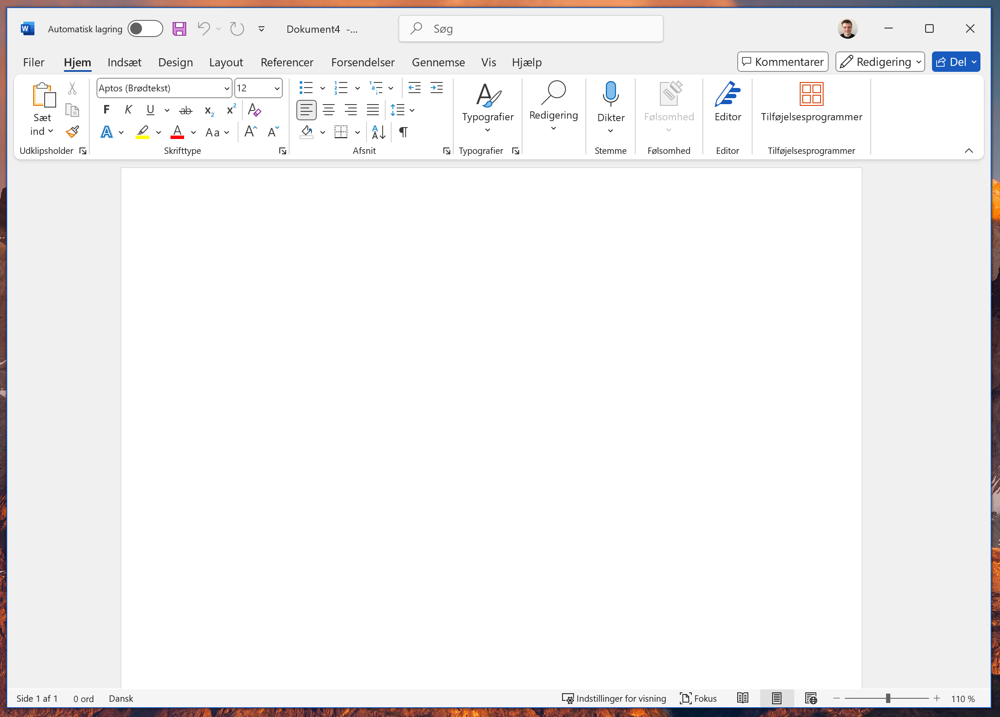 Automatisk lagring
Dokument4 -...
Søg
Filer Hjem Indsæt Design Layout Referencer Forsendelser Gennemse Vis Hjælp
Kommentarer Redigering Del
Sæt ind
Udklipsholder
Aptos (Brødtekst) 12
F K U ab x₂ x² A
A A Aa A A
Skrifttype
Afsnit
Typografier
Typografier
Redigering
Dikter
Stemme
Følsomhed
Følsomhed
Editor
Editor
Tilføjelsesprogrammer
Tilføjelsesprogrammer
Side 1 af 1 0 ord Dansk
Indstillinger for visning Fokus 110 %